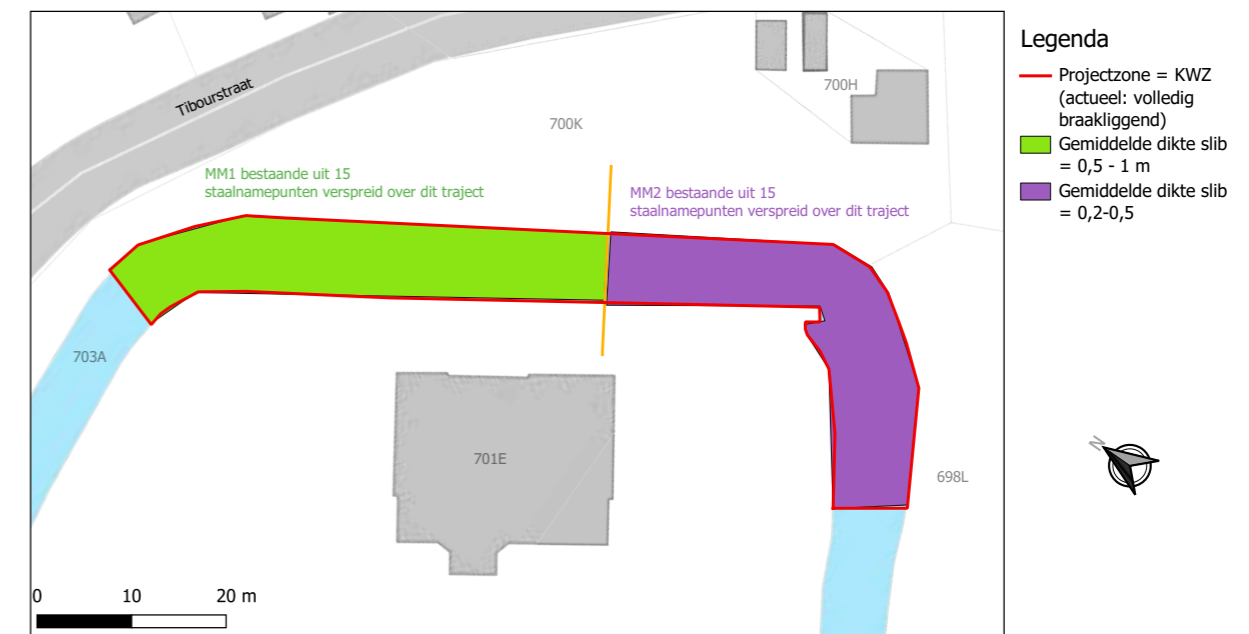 Tibourstraat
700K
700H
MM1 bestaande uit 15
staalnamepunten verspreid over dit traject
MM2 bestaande uit 15
staalnamepunten verspreid over dit traject
703A
701E
698L
0 10 20 m
Legenda
Projectzone = KWZ
(actueel: volledig
braakliggend)
Gemiddelde dikte slib
= 0,5 - 1 m
Gemiddelde dikte slib
= 0,2-0,5
N